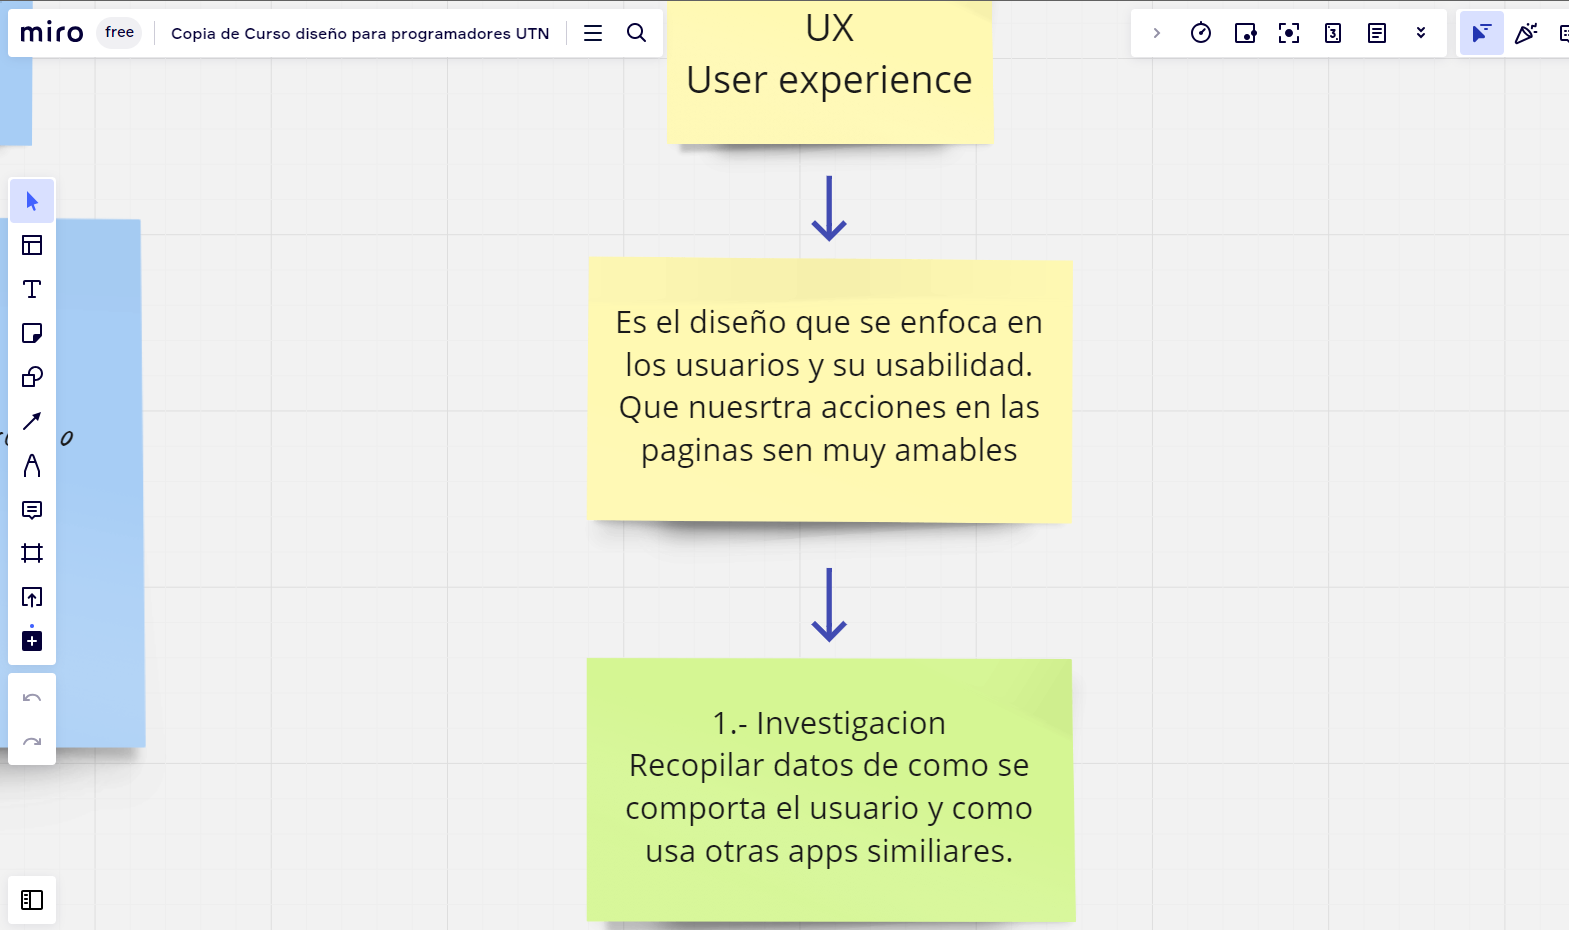 miro free Copia de Curso diseño para programadores UTN
UX
User experience
Es el diseño que se enfoca en
los usuarios y su usabilidad.
Que nuesrtra acciones en las
paginas sen muy amables
1.- Investigacion
Recopilar datos de como se
comporta el usuario y como
usa otras apps similiares.